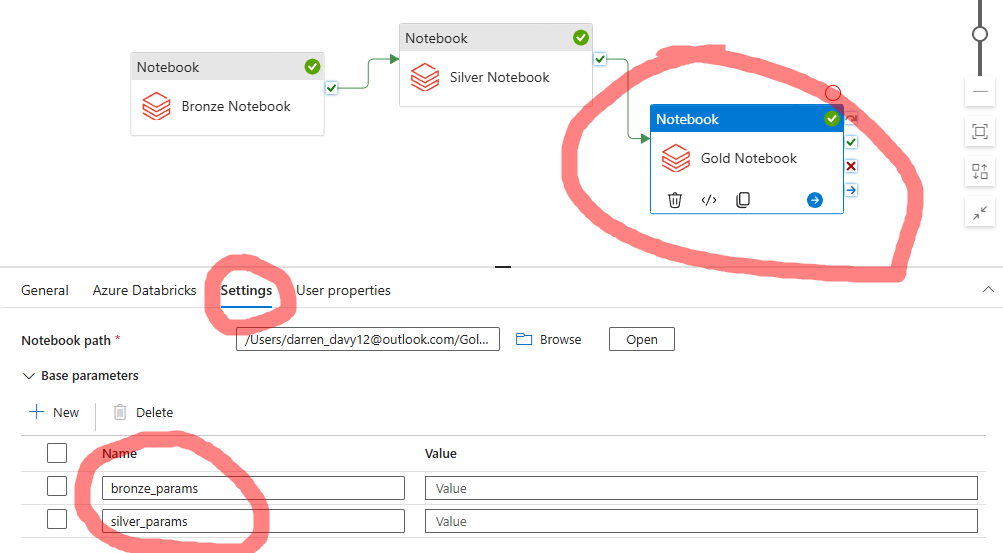 Notebook
Bronze Notebook
Notebook
Silver Notebook
Notebook
Gold Notebook
General Azure Databricks Settings User properties
Notebook path * /Users/darren_davy12@outlook.com/Gol... Browse Open
Base parameters
New Delete
Name Value
bronze_params Value
silver_params Value